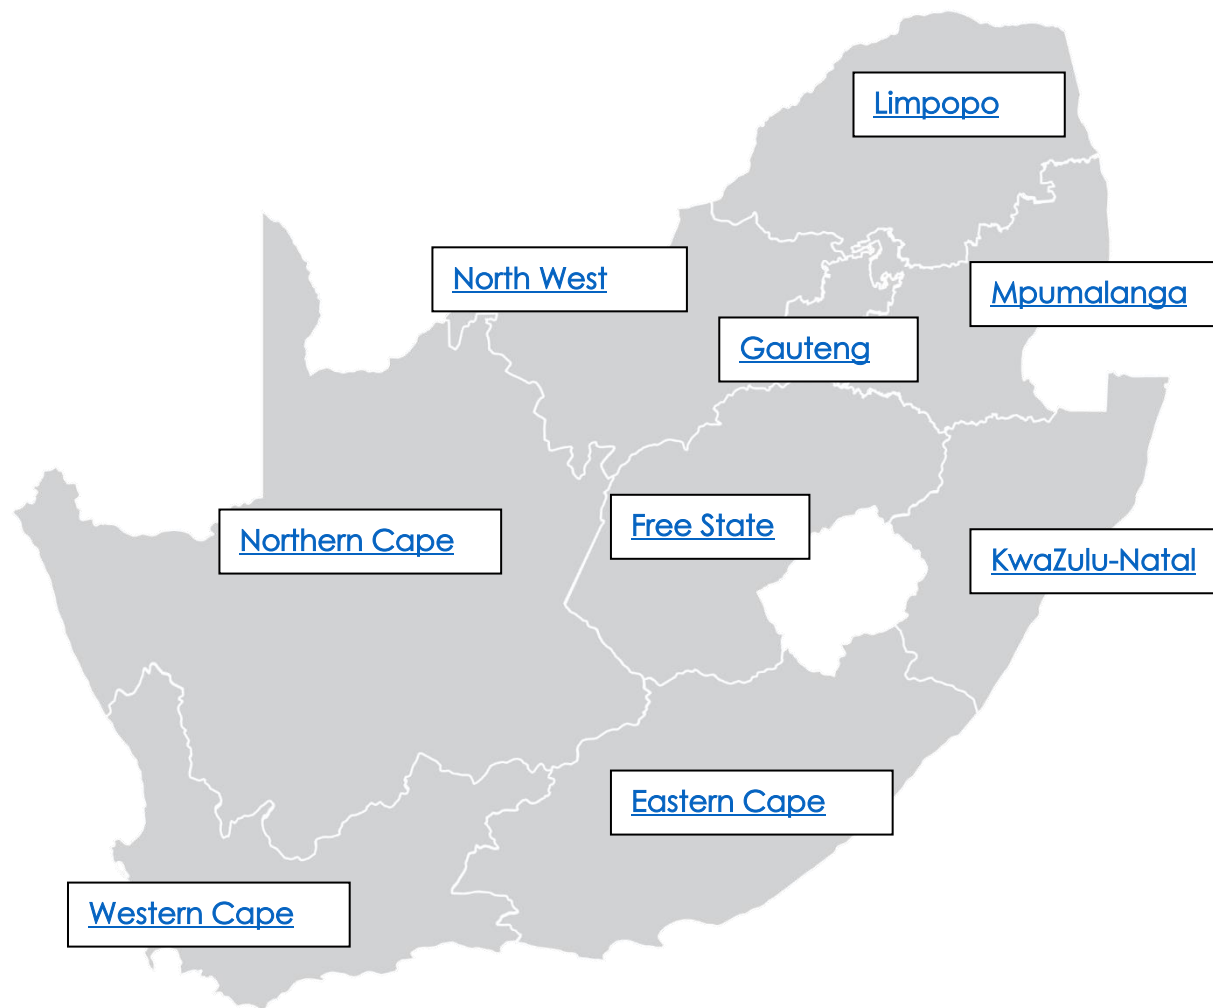 Limpopo
North West
Mpumalanga
Gauteng
Free State
Northern Cape
KwaZulu-Natal
Eastern Cape
Western Cape